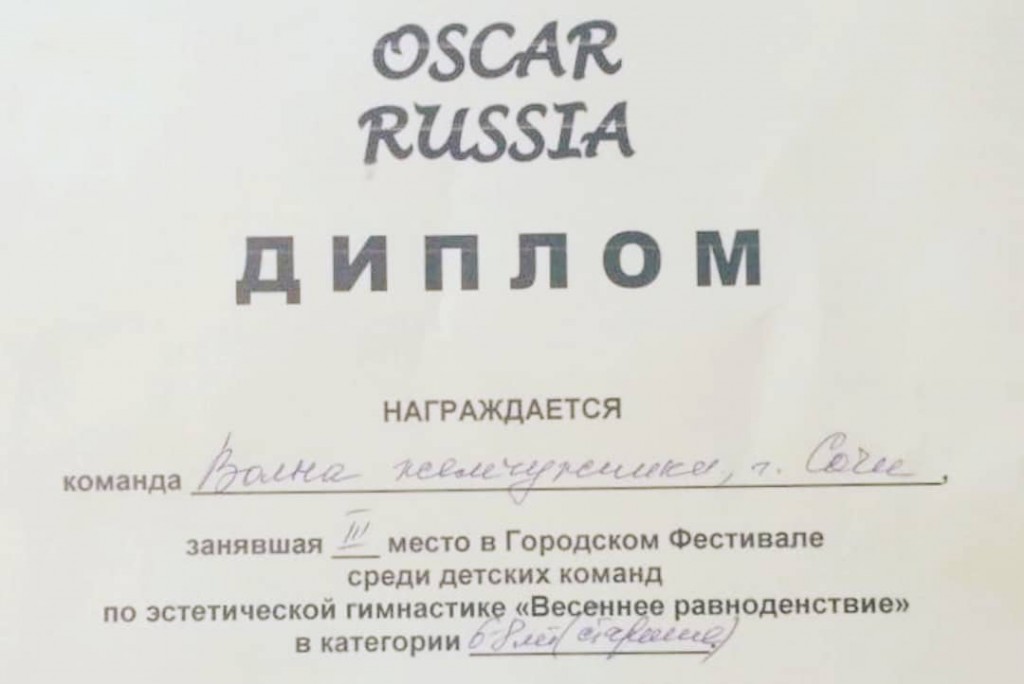 OSCAR
RUSSIA
ДИПЛОМ
НАГРАЖДАЕТСЯ
команда Волна жемчужинки, г. Сочи,
занявшая III место в Городском Фестивале
среди детских команд
по эстетической гимнастике «Весеннее равноденствие»
в категории 6-8 лет (старшие)